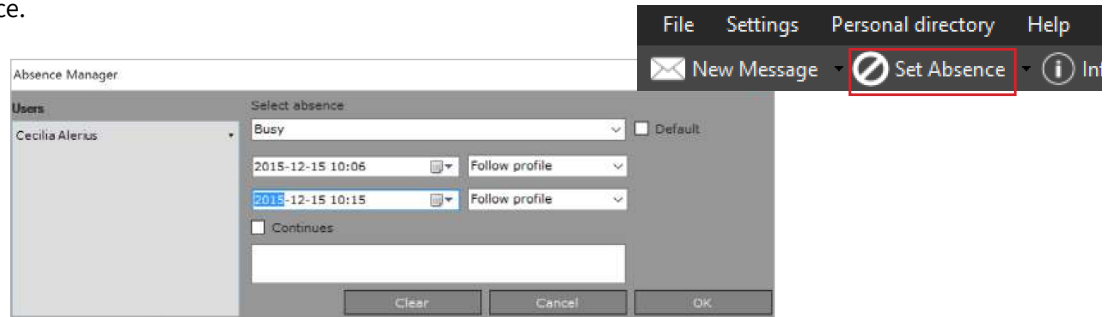 ce.
File Settings Personal directory Help
New Message Set Absence Inf
Absence Manager
Users
Cecilia Alerius
Select absence
Busy
Default
2015-12-15 10:06 Follow profile
2015-12-15 10:15 Follow profile
Continues
Clear Cancel OK